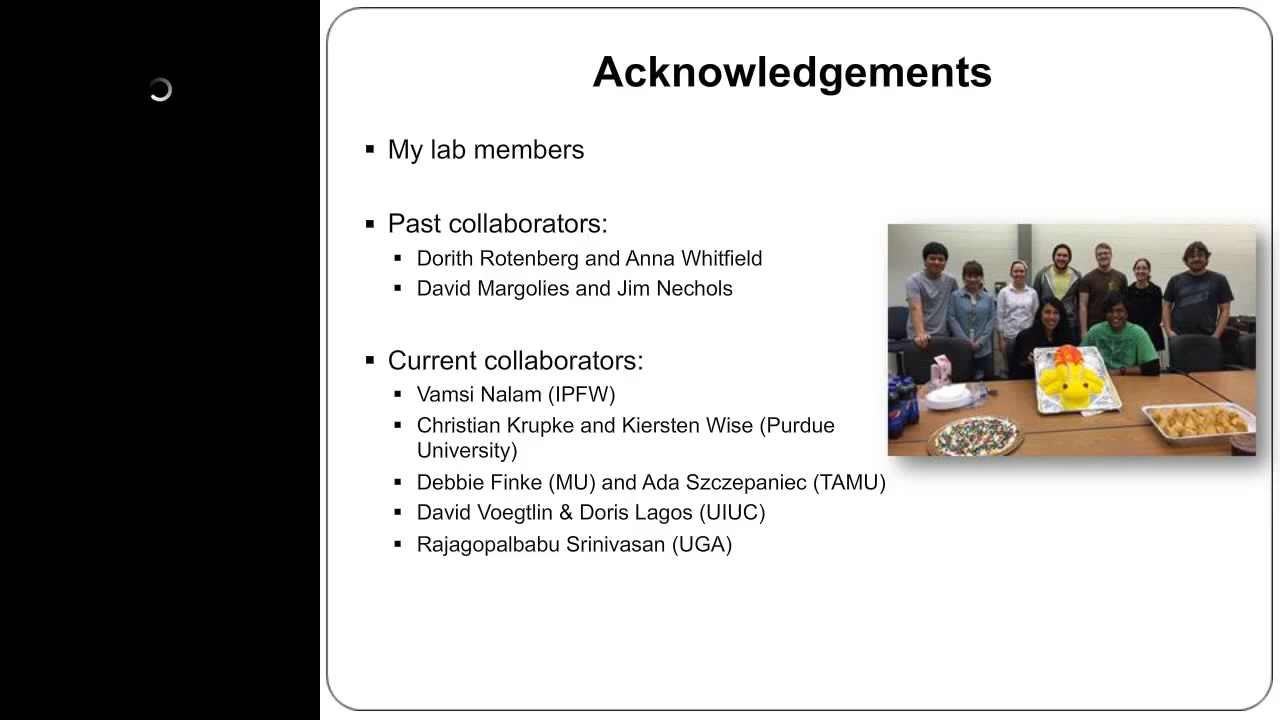 Acknowledgements
▪ My lab members
▪ Past collaborators:
▪ Dorith Rotenberg and Anna Whitfield
▪ David Margolies and Jim Nechols
▪ Current collaborators:
▪ Vamsi Nalam (IPFW)
▪ Christian Krupke and Kiersten Wise (Purdue
University)
▪ Debbie Finke (MU) and Ada Szczepaniec (TAMU)
▪ David Voegtlin & Doris Lagos (UIUC)
▪ Rajagopalbabu Srinivasan (UGA)